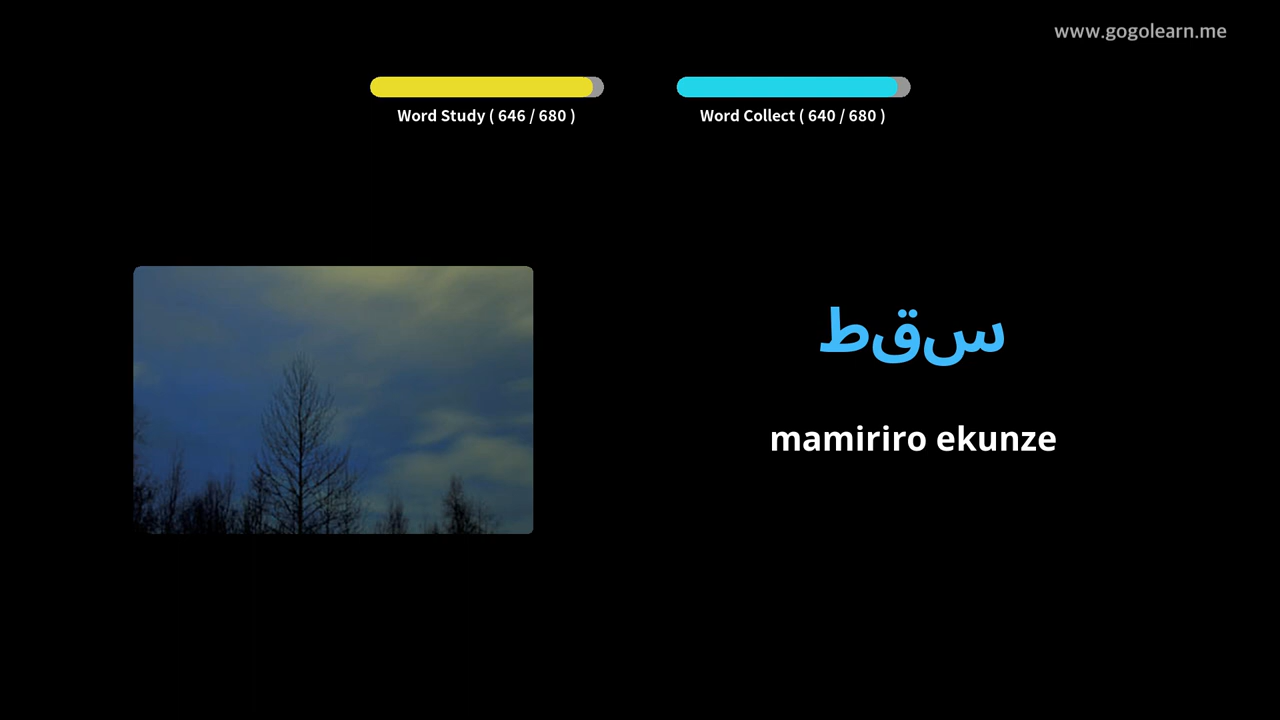 www.gogolearn.me
Word Study ( 646 / 680 )
Word Collect ( 640 / 680 )
سقط
mamiriro ekunze